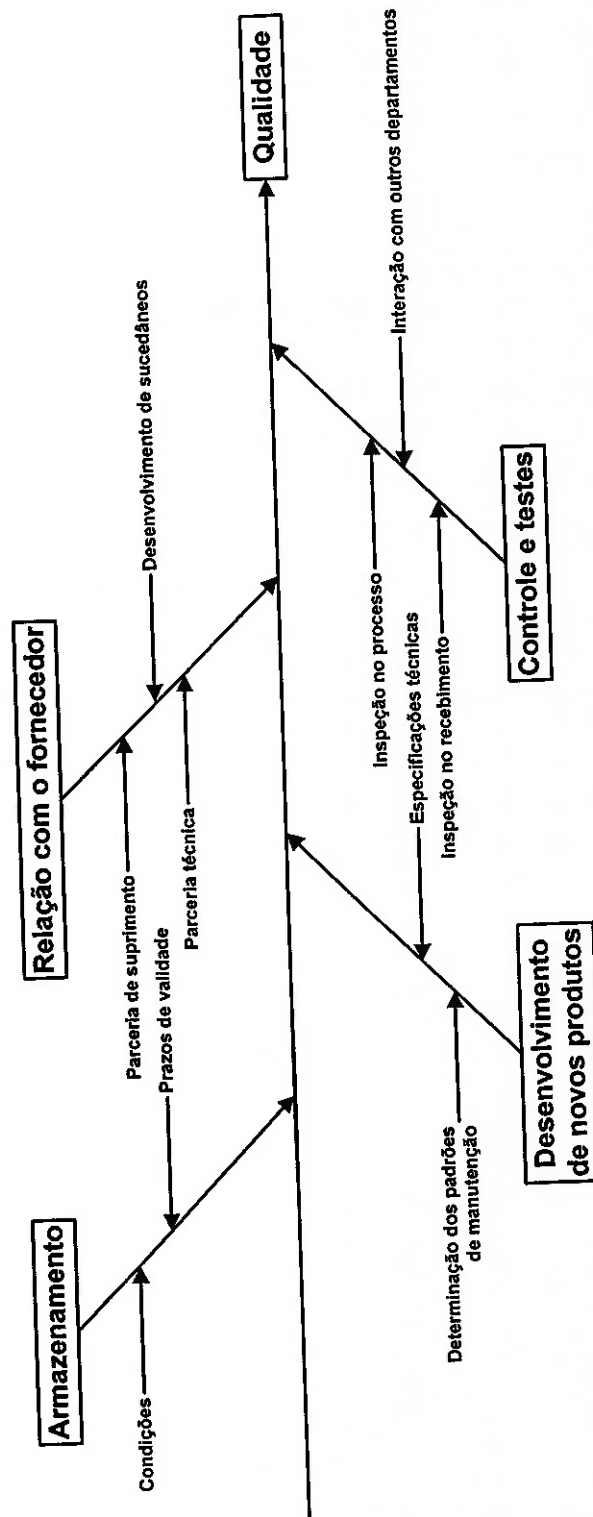 Armazenamento
Relação com o fornecedor
Condições
Prazos de validade
Parceria de suprimento
Parceria técnica
Desenvolvimento de sucedâneos
Qualidade
Determinação dos padrões
de manutenção
Especificações técnicas
Inspeção no processo
Inspeção no recebimento
Interação com outros departamentos
Desenvolvimento
de novos produtos
Controle e testes